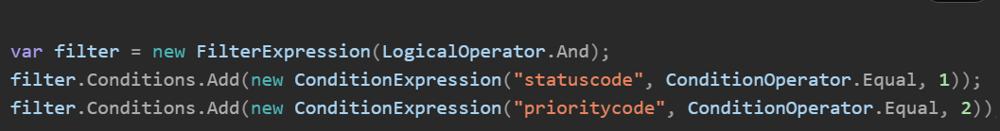 var filter = new FilterExpression(LogicalOperator.And);
filter.Conditions.Add(new ConditionExpression("statuscode", ConditionOperator.Equal, 1));
filter.Conditions.Add(new ConditionExpression("prioritycode", ConditionOperator.Equal, 2))